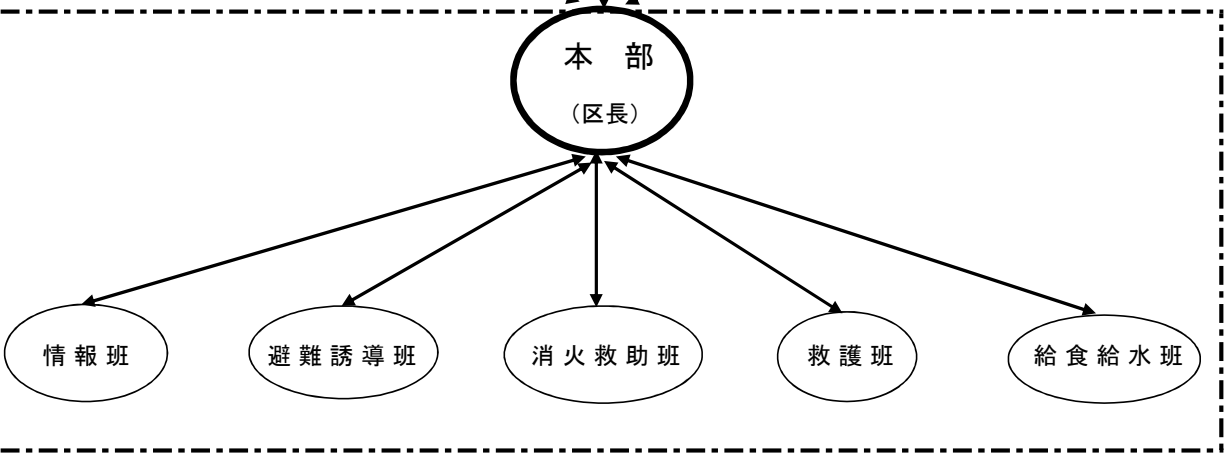 本 部
（区長）
情報班
避難誘導班
消火救助班
救護班
給食給水班